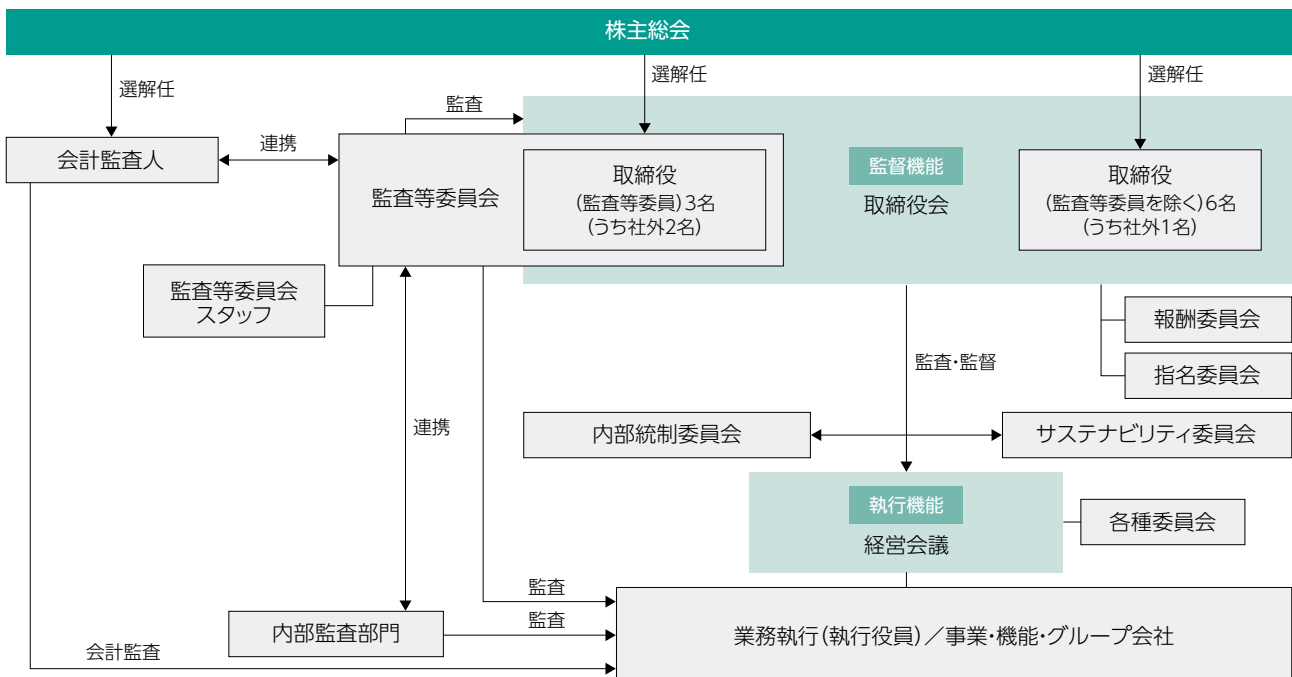 株主総会
選解任
選解任
選解任
監査
会計監査人
連携
監査等委員会
取締役
(監査等委員)3名
(うち社外2名)
監督機能
取締役会
取締役
(監査等委員を除く)6名
(うち社外1名)
監査等委員会
スタッフ
報酬委員会
指名委員会
監査・監督
連携
内部統制委員会
サステナビリティ委員会
執行機能
経営会議
各種委員会
監査
内部監査部門
監査
業務執行(執行役員)/事業・機能・グループ会社
会計監査